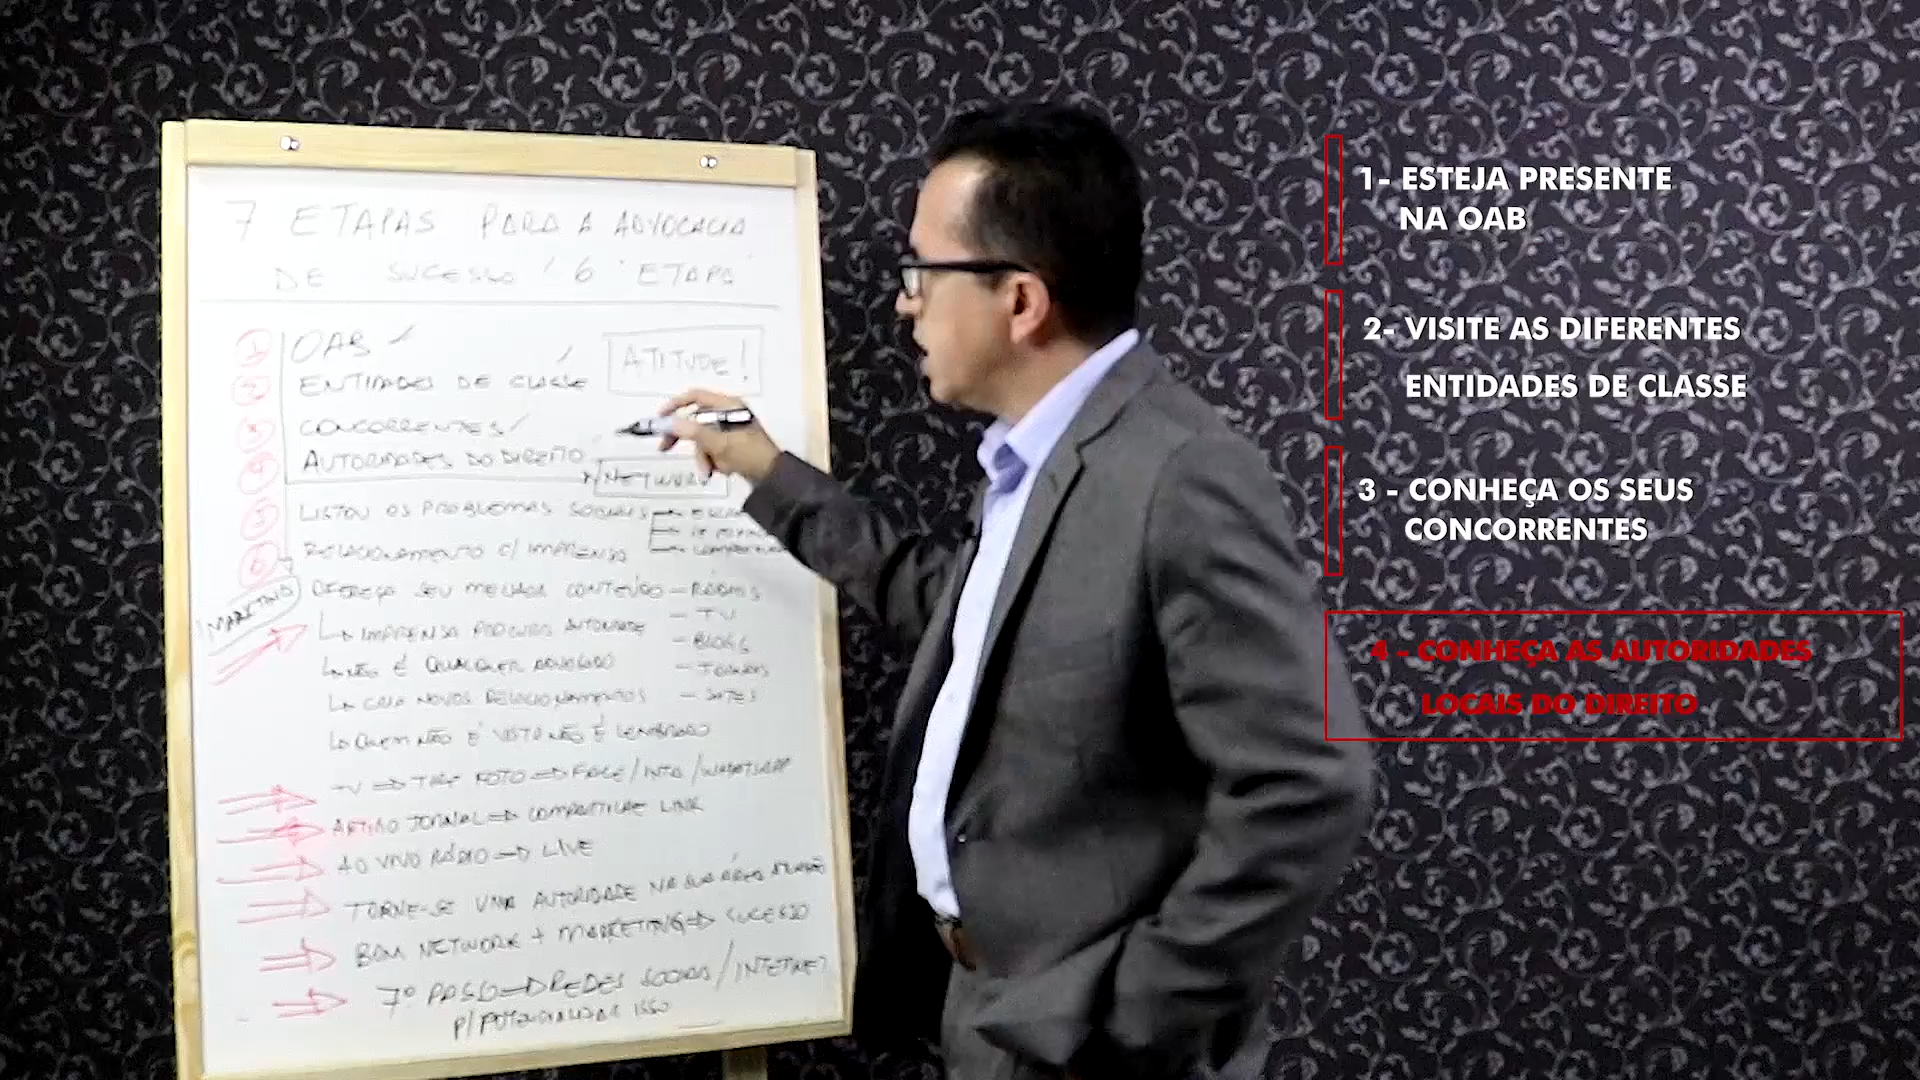 7 ETAPAS PARA A ADVOCACIA
DE SUCESSO / 6ª ETAPA
OAB
ENTIDADES DE CLASSE
ATITUDE!
CONCORRENTES
AUTORIDADES DO DIREITO
NETWORK
LISTOU OS PROBLEMAS SOCIAIS
RELACIONAMENTO C/ IMPRENSA
MARKETING
OFEREÇA SEU MELHOR CONTEÚDO — RÁDIOS
IMPRENSA PROCURA AUTORIDADE
— TV
— BLOGS
NÃO É QUALQUER ADVOGADO
— JORNAIS
CRIA NOVOS RELACIONAMENTOS
— SITES
QUEM NÃO É VISTO NÃO É LEMBRADO
TV ⇒ TIRE FOTO ⇒ FACE / INSTA / WHATSAPP
ARTIGO JORNAL ⇒ COMPARTILHE LINK
AO VIVO RÁDIO → LIVE
TORNE-SE UMA AUTORIDADE NA SUA ÁREA
BOM NETWORK + MARKETING ⇒ SUCESSO
7º PASSO ⇒ REDES SOCIAIS / INTERNET
P/ POTENCIALIZAR ISSO
1- ESTEJA PRESENTE
NA OAB
2- VISITE AS DIFERENTES
ENTIDADES DE CLASSE
3 - CONHEÇA OS SEUS
CONCORRENTES
4 - CONHEÇA AS AUTORIDADES
LOCAIS DO DIREITO